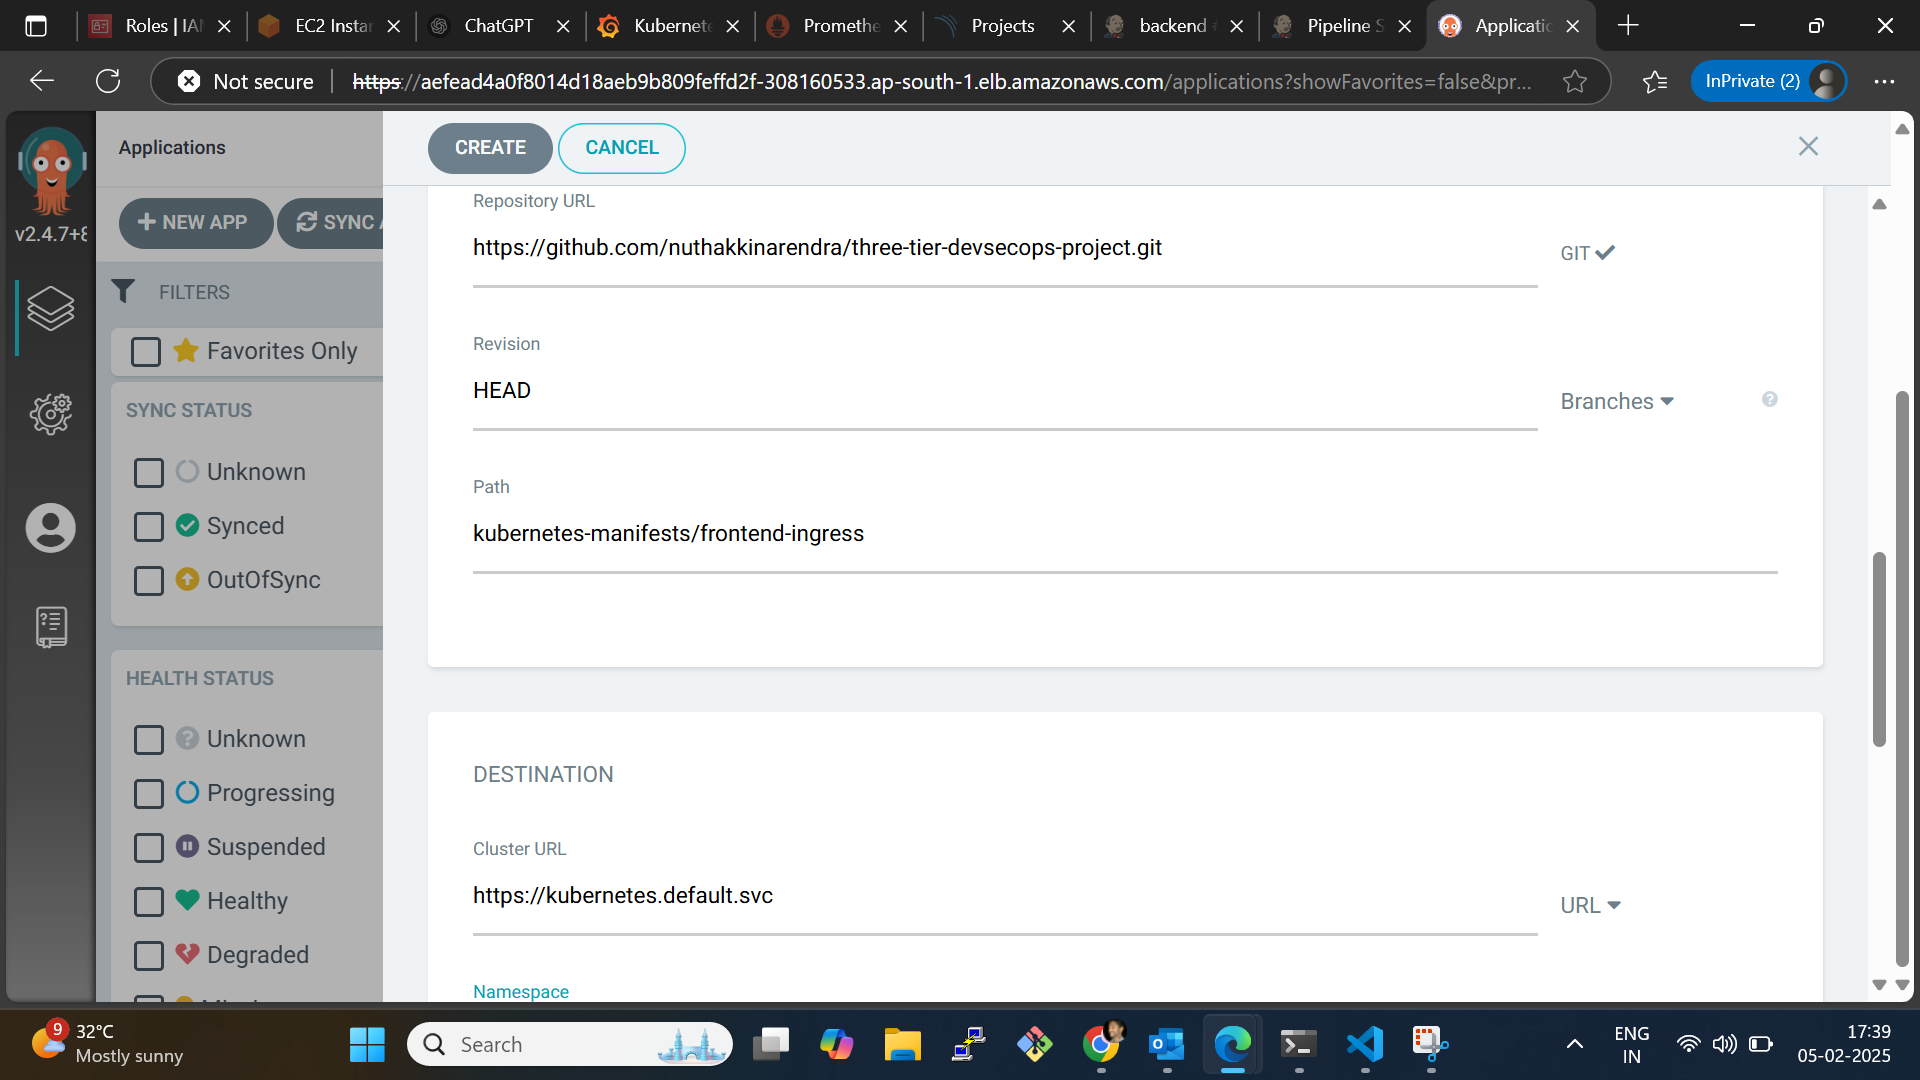 Roles | IAM
EC2 Instan
ChatGPT
Kubernete
Promethe
Projects
backend
Pipeline S
Applicatio
Not secure
https://aefead4a0f8014d18aeb9b809feffd2f-308160533.ap-south-1.elb.amazonaws.com/applications?showFavorites=false&pr...
InPrivate (2)
v2.4.7+8
Applications
NEW APP
SYNC A
FILTERS
Favorites Only
SYNC STATUS
Unknown
Synced
OutOfSync
HEALTH STATUS
Unknown
Progressing
Suspended
Healthy
Degraded
CREATE
CANCEL
Repository URL
https://github.com/nuthakkinarendra/three-tier-devsecops-project.git
GIT
Revision
HEAD
Branches
Path
kubernetes-manifests/frontend-ingress
DESTINATION
Cluster URL
https://kubernetes.default.svc
URL
Namespace
9
32°C
Mostly sunny
Search
ENG
IN
17:39
05-02-2025